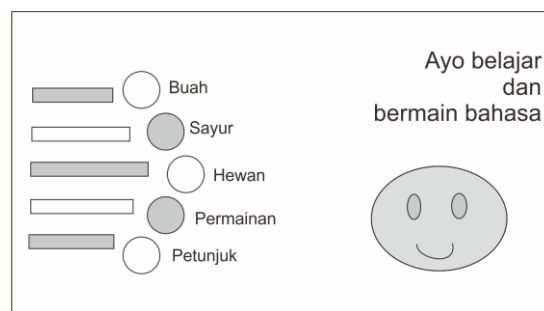 Ayo belajar
dan
bermain bahasa
Buah
Sayur
Hewan
Permainan
Petunjuk